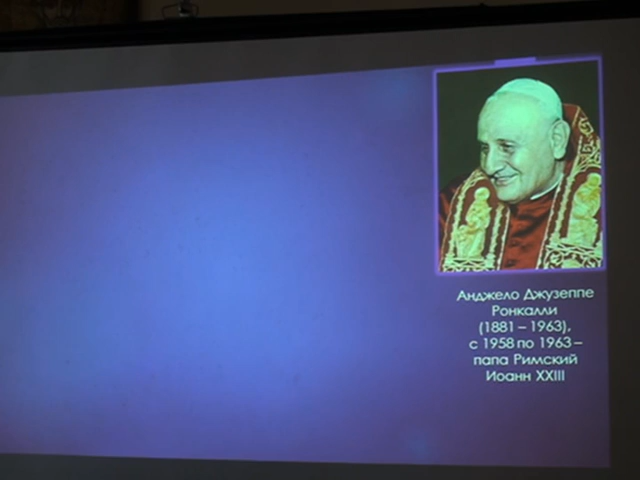 Анджело Джузеппе
Ронкалли
(1881 – 1963),
с 1958 по 1963 –
папа Римский
Иоанн XXIII